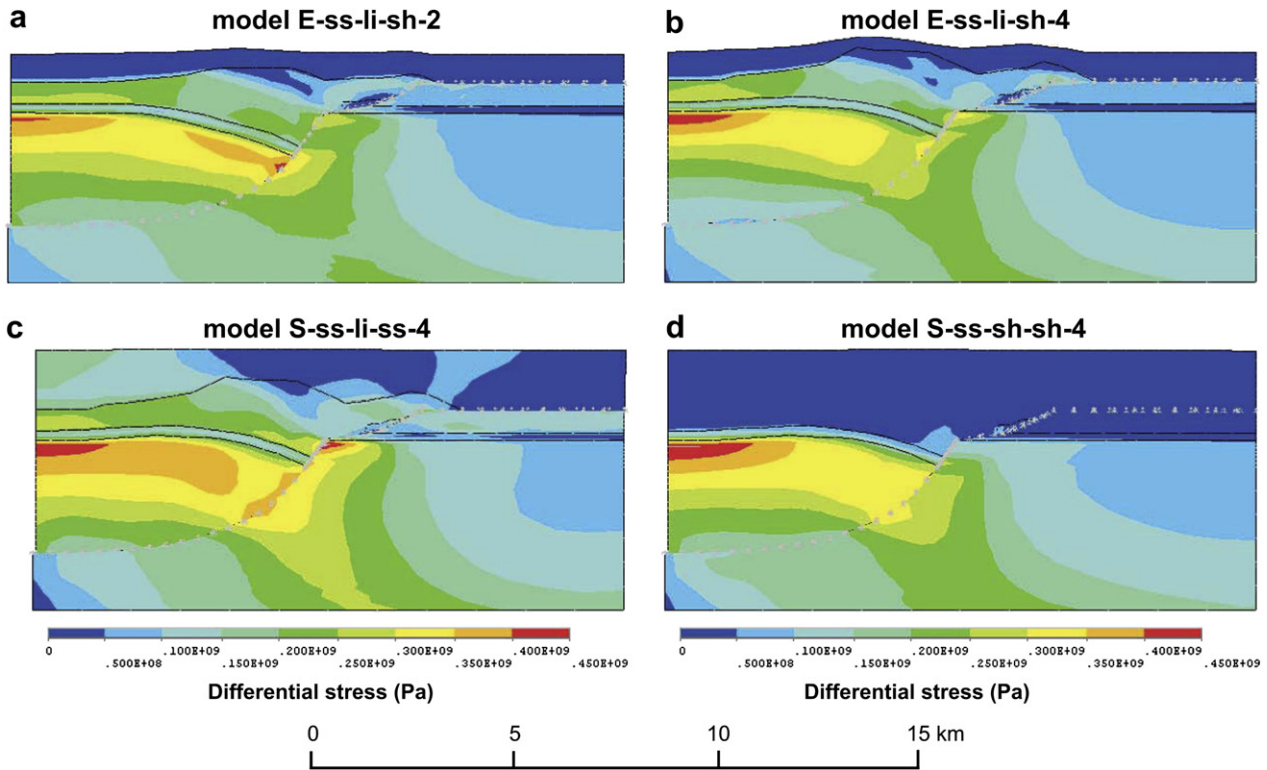 a model E-ss-li-sh-2
b model E-ss-li-sh-4
c model S-ss-li-ss-4
d model S-ss-sh-sh-4
0 .100E+09 .200E+09 .300E+09 .400E+09
.500E+08 .150E+09 .250E+09 .350E+09 .450E+09
Differential stress (Pa)
0 .100E+09 .200E+09 .300E+09 .400E+09
.500E+08 .150E+09 .250E+09 .350E+09 .450E+09
Differential stress (Pa)
0 5 10 15 km